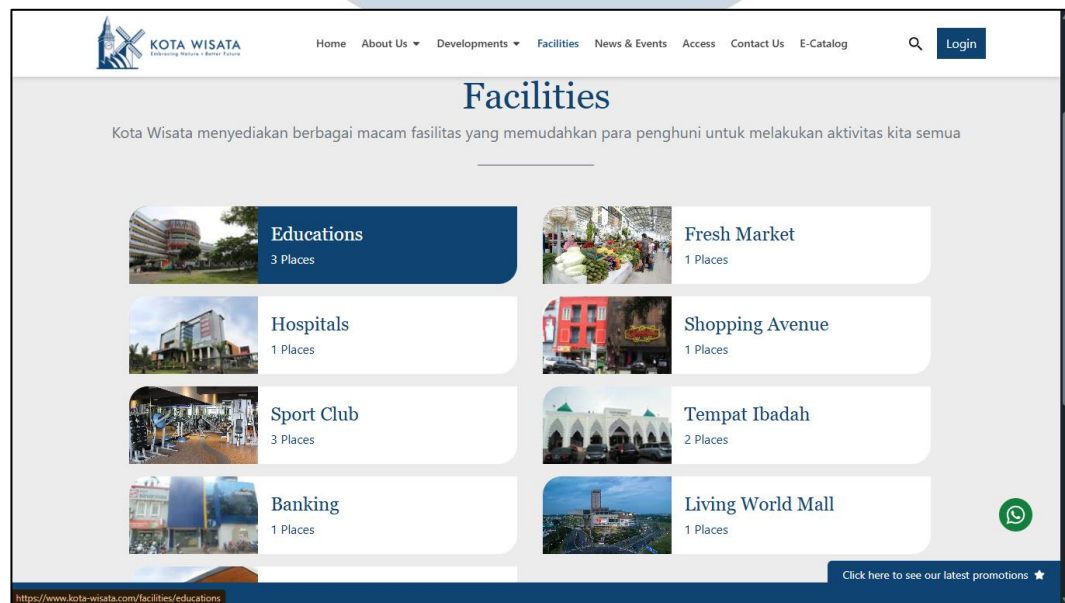 KOTA WISATA
Embracing Nature • Better Future
Home About Us Developments Facilities News & Events Access Contact Us E-Catalog Login
Facilities
Kota Wisata menyediakan berbagai macam fasilitas yang memudahkan para penghuni untuk melakukan aktivitas kita semua
Educations
3 Places
Fresh Market
1 Places
Hospitals
1 Places
Shopping Avenue
1 Places
Sport Club
3 Places
Tempat Ibadah
2 Places
Banking
1 Places
Living World Mall
1 Places
Click here to see our latest promotions
https://www.kota-wisata.com/facilities/educations